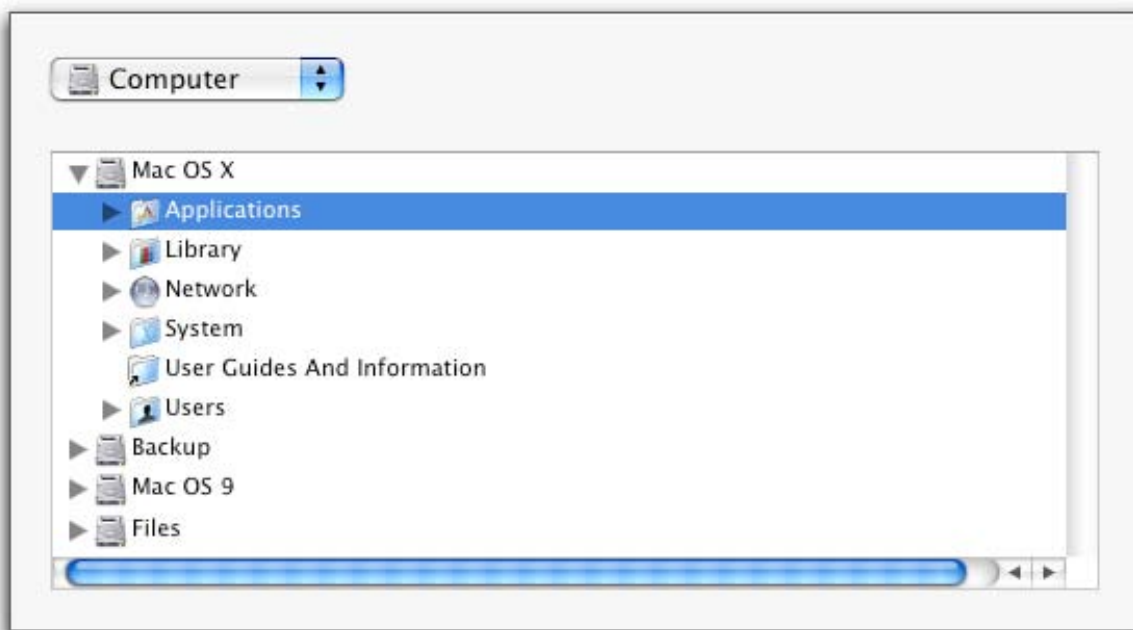 Computer
Mac OS X
Applications
Library
Network
System
User Guides And Information
Users
Backup
Mac OS 9
Files